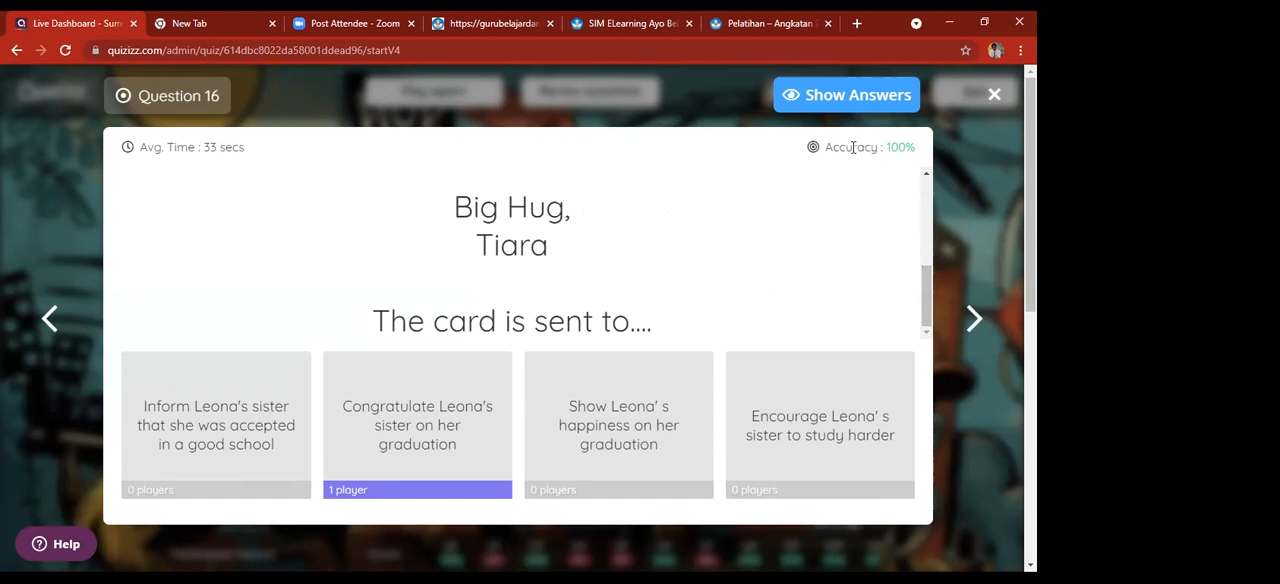 Live Dashboard - Sum
New Tab
Post Attendee - Zoom
https://gurubelajardan
SIM ELearning Ayo Be
Pelatihan – Angkatan
quizizz.com/admin/quiz/614dbc8022da58001ddead96/startV4
Question 16
Show Answers
Avg. Time : 33 secs
Accuracy : 100%
Big Hug,
Tiara
The card is sent to....
Inform Leona's sister
that she was accepted
in a good school
0 players
Congratulate Leona's
sister on her
graduation
1 player
Show Leona' s
happiness on her
graduation
0 players
Encourage Leona' s
sister to study harder
0 players
Help